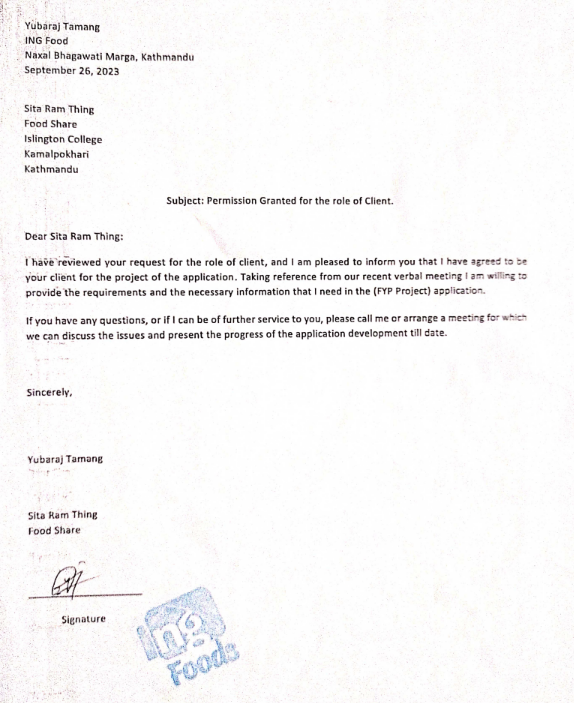 Yubaraj Tamang
ING Food
Naxal Bhagawati Marga, Kathmandu
September 26, 2023
Sita Ram Thing
Food Share
Islington College
Kamalpokhari
Kathmandu
Subject: Permission Granted for the role of Client.
Dear Sita Ram Thing:
I have reviewed your request for the role of client, and I am pleased to inform you that I have agreed to be
your client for the project of the application. Taking reference from our recent verbal meeting I am willing to
provide the requirements and the necessary information that I need in the (FYP Project) application.
If you have any questions, or if I can be of further service to you, please call me or arrange a meeting for which
we can discuss the issues and present the progress of the application development till date.
Sincerely,
Yubaraj Tamang
Sita Ram Thing
Food Share
Signature
ing
Foods